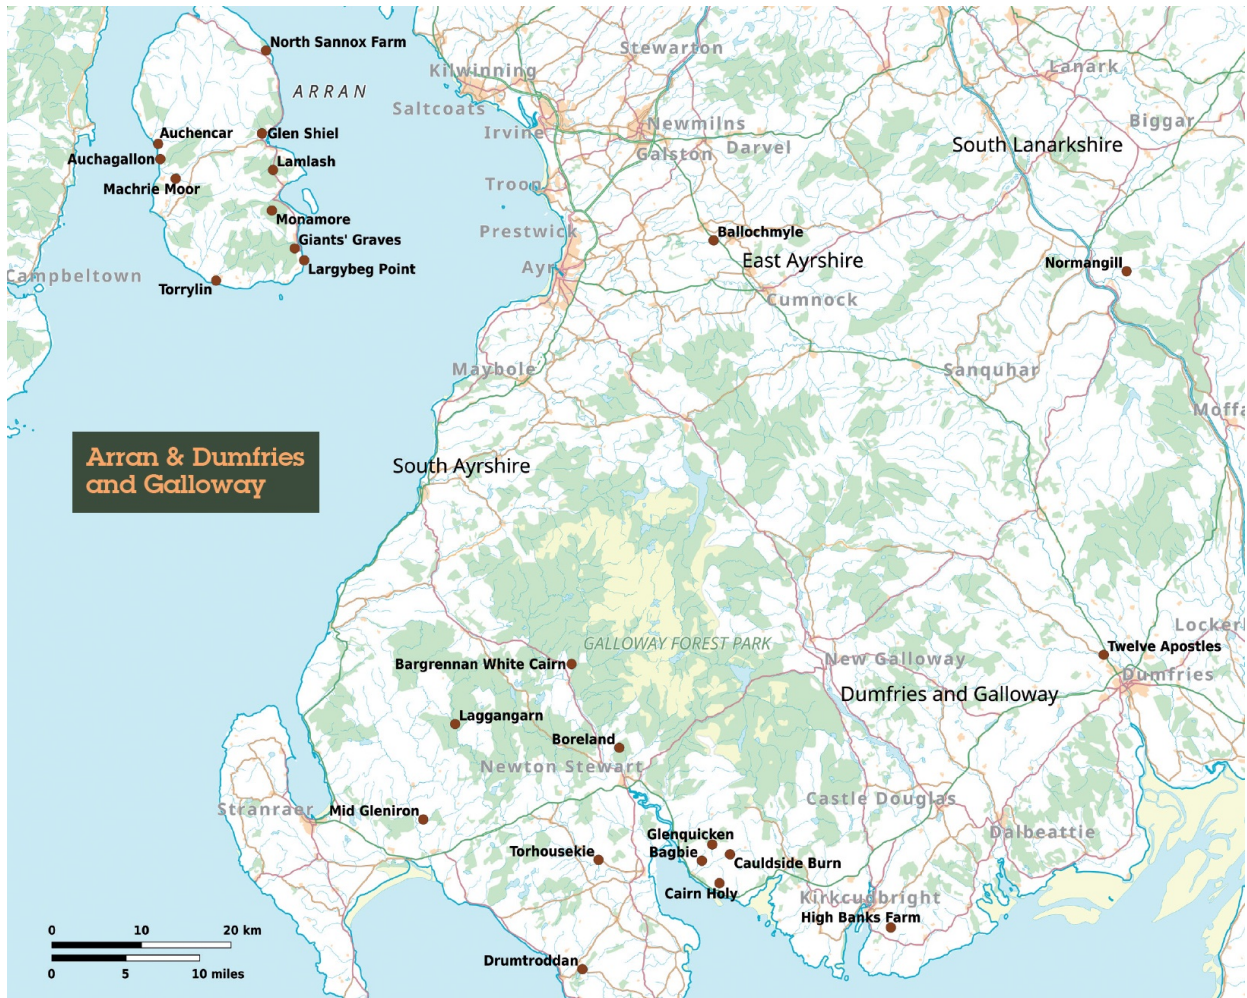 North Sannox Farm
Stewarton
Kilwinning
Lanark
ARRAN
Saltcoats
Irvine
Newmilns
Biggar
Auchencar
Glen Shiel
South Lanarkshire
Darvel
Galston
Auchagallon
Lamlash
Machrie Moor
Troon
Monamore
Prestwick
Ballochmyle
Giants' Graves
East Ayrshire
Normangill
Largybeg Point
Ayr
Campbeltown
Torrylin
Cumnock
Maybole
Sanquhar
Moffa
Arran & Dumfries
and Galloway
South Ayrshire
GALLOWAY FOREST PARK
Lockerb
Twelve Apostles
Bargrennan White Cairn
New Galloway
Dumfries
Dumfries and Galloway
Laggangarn
Boreland
Newton Stewart
Castle Douglas
Stranraer
Mid Gleniron
Dalbeattie
Glenquicken
Torhousekie
Bagbie
Cauldside Burn
Cairn Holy
Kirkcudbright
High Banks Farm
0 10 20 km
0 5 10 miles
Drumtroddan